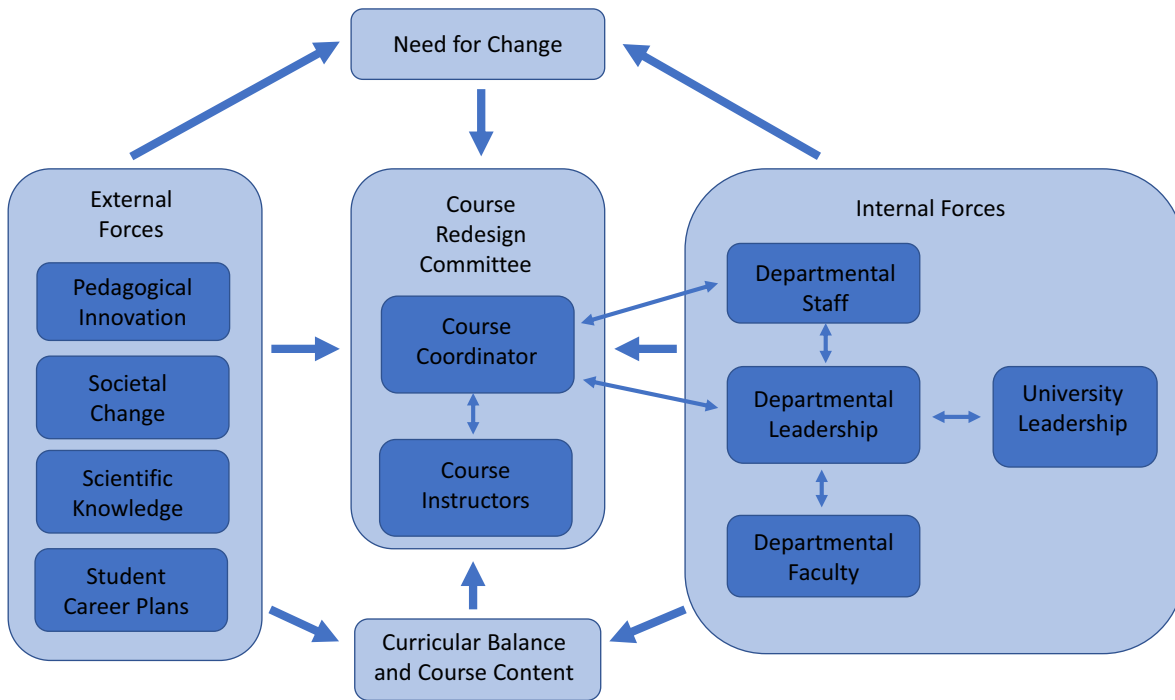 Need for Change
External
Forces
Pedagogical
Innovation
Societal
Change
Scientific
Knowledge
Student
Career Plans
Course
Redesign
Committee
Course
Coordinator
Course
Instructors
Internal Forces
Departmental
Staff
Departmental
Leadership
University
Leadership
Departmental
Faculty
Curricular Balance
and Course Content